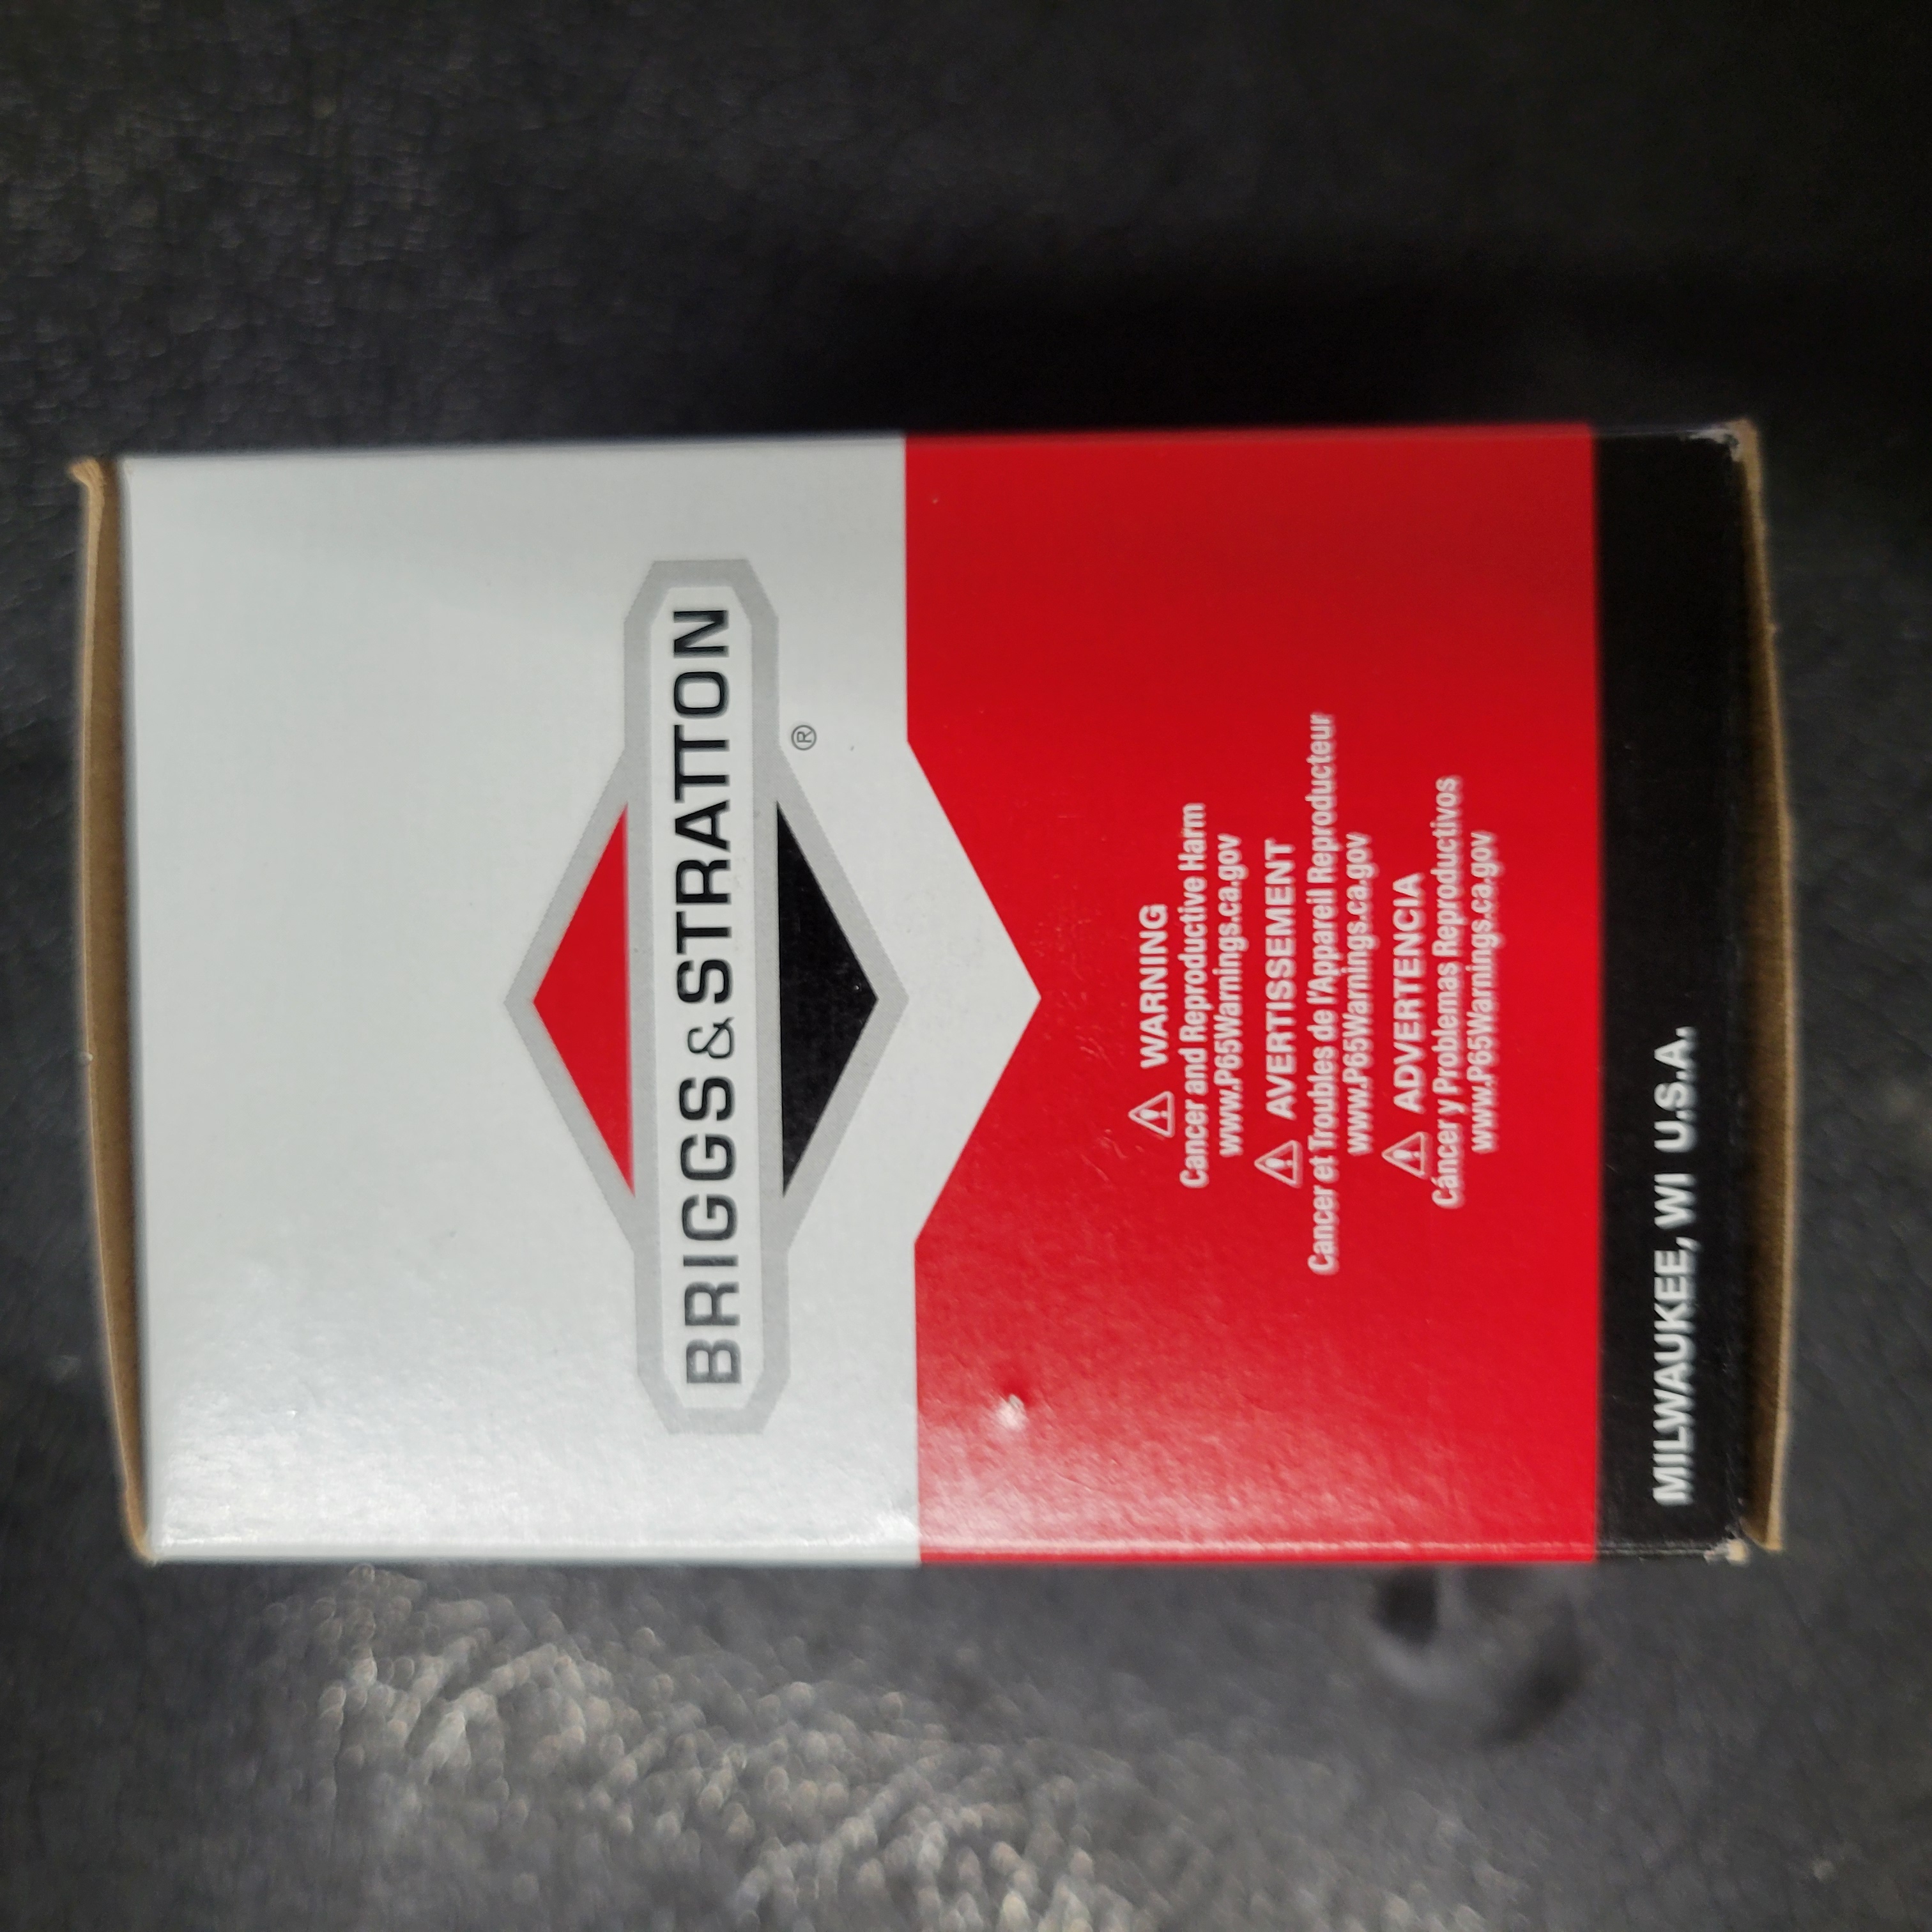 BRIGGS & STRATTON
®
⚠ WARNING
Cancer and Reproductive Harm
www.P65Warnings.ca.gov
⚠ AVERTISSEMENT
Cancer et Troubles de l'Appareil Reproducteur
www.P65Warnings.ca.gov
⚠ ADVERTENCIA
Cáncer y Problemas Reproductivos
www.P65Warnings.ca.gov
MILWAUKEE, WI U.S.A.